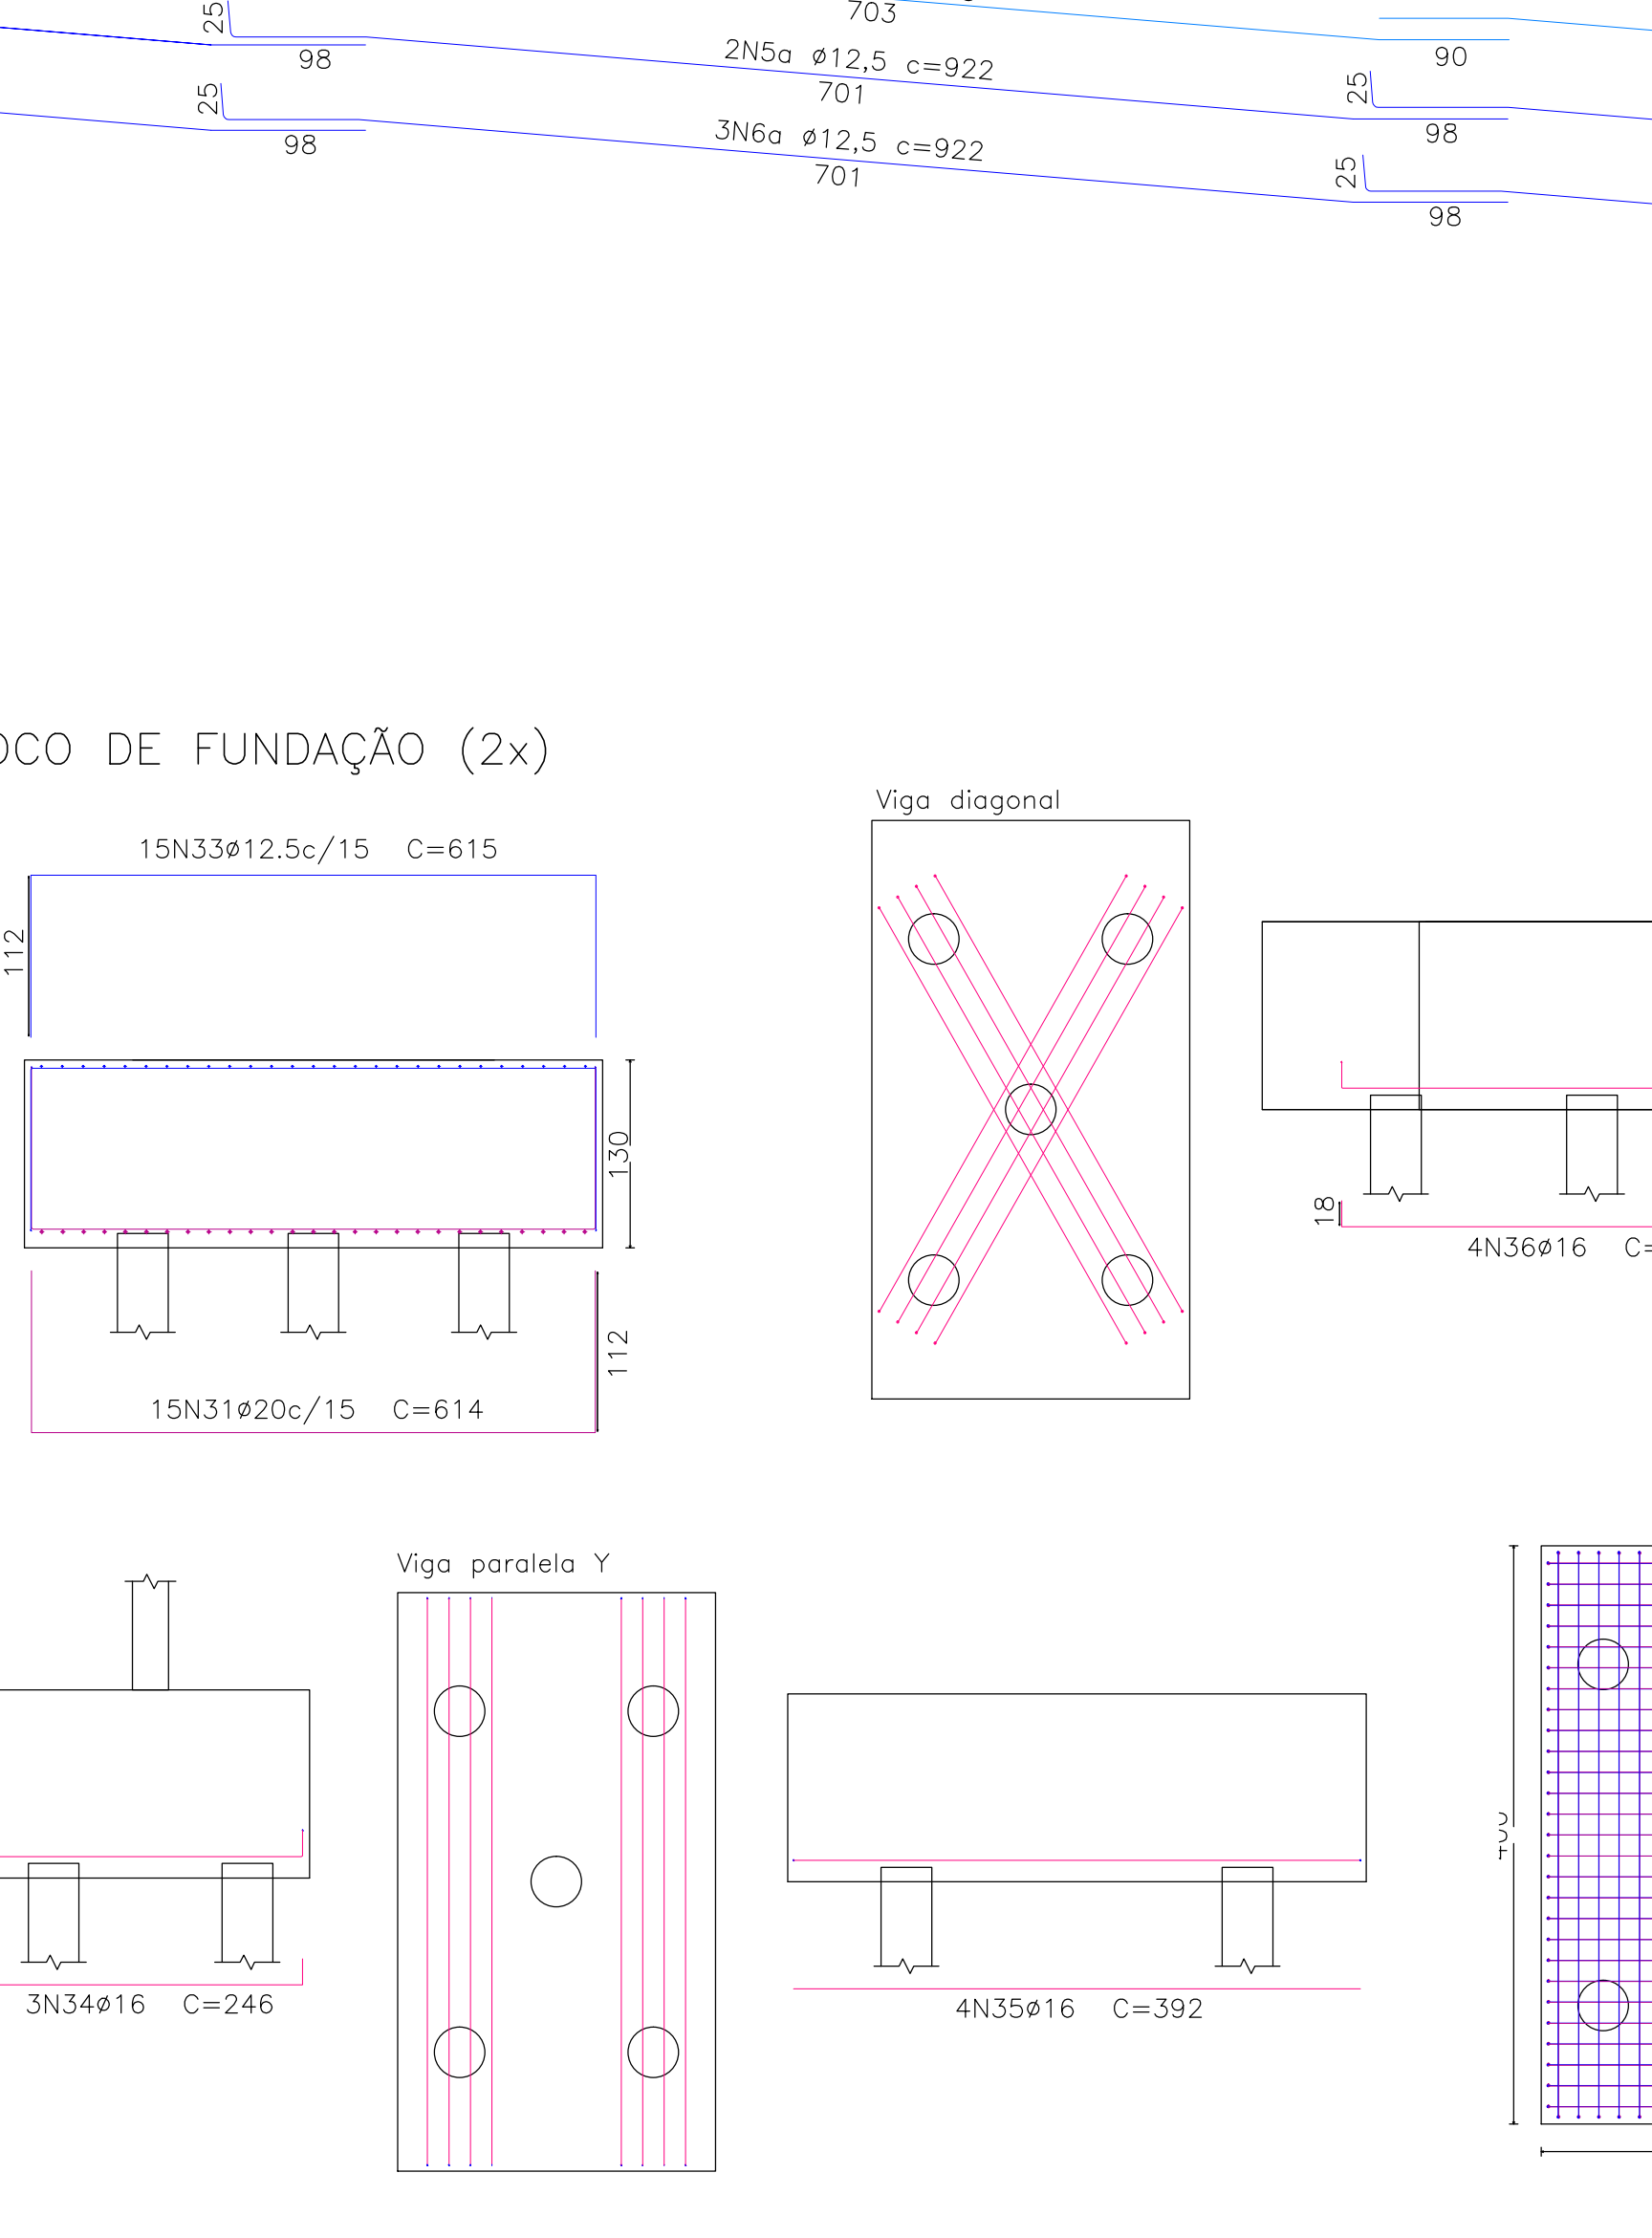 703
25
98
90
2N5a ø12,5 c=922
701
25
98
25
98
3N6a ø12,5 c=922
701
25
98
DE FUNDAÇÃO (2x)
Viga diagonal
15N33ø12.5c/15 C=615
112
130
18
4N36ø16
112
15N31ø20c/15 C=614
Viga paralela Y
3N34ø16 C=246
4N35ø16 C=392